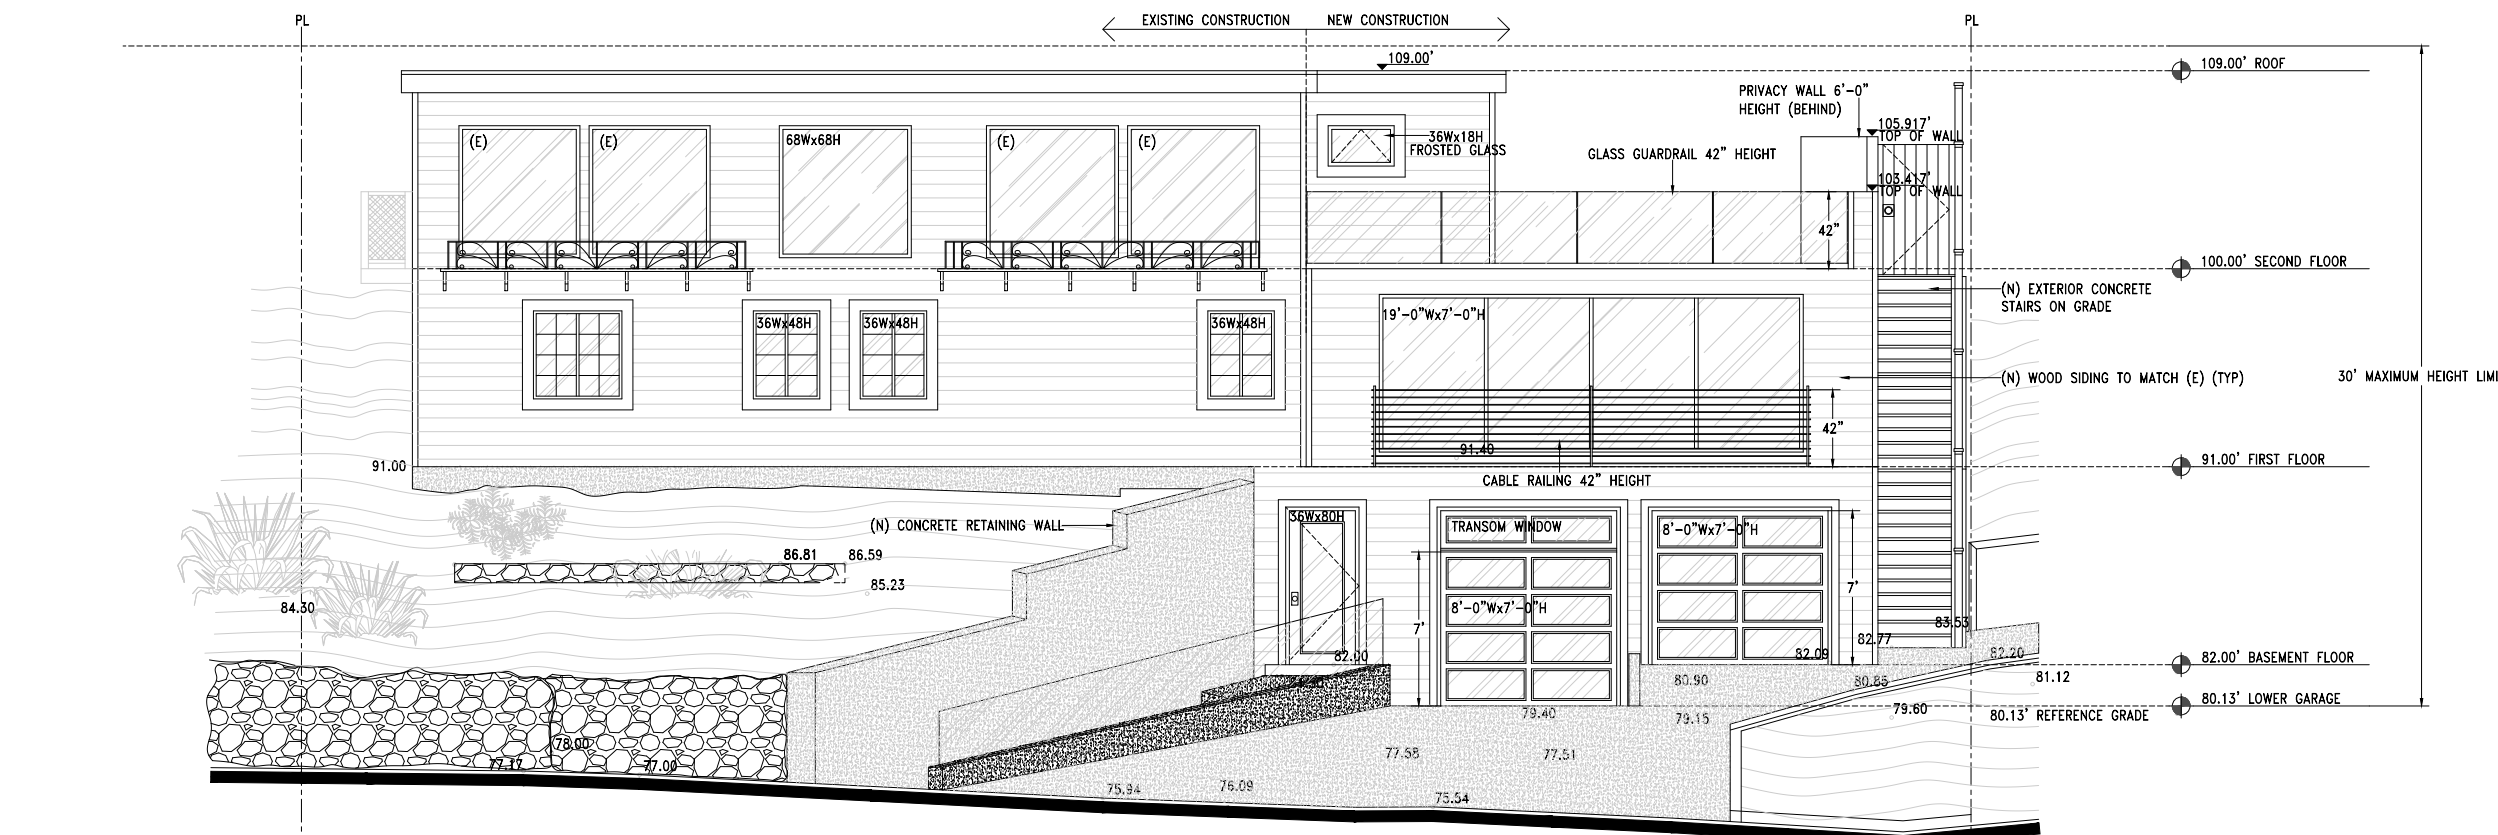 PL
EXISTING CONSTRUCTION
NEW CONSTRUCTION
PL
109.00'
109.00' ROOF
PRIVACY WALL 6'-0"
HEIGHT (BEHIND)
105.917'
TOP OF WALL
(E)
(E)
68Wx68H
(E)
(E)
36Wx18H
FROSTED GLASS
GLASS GUARDRAIL 42" HEIGHT
103.417'
TOP OF WALL
42"
100.00' SECOND FLOOR
(N) EXTERIOR CONCRETE
STAIRS ON GRADE
36Wx48H
36Wx48H
36Wx48H
19'-0"Wx7'-0"H
(N) WOOD SIDING TO MATCH (E) (TYP)
30' MAXIMUM HEIGHT LIMI
42"
91.40
91.00
91.00' FIRST FLOOR
CABLE RAILING 42" HEIGHT
(N) CONCRETE RETAINING WALL
36Wx80H
TRANSOM WINDOW
8'-0"Wx7'-0"H
86.81
86.59
85.23
7'
84.30
8'-0"Wx7'-0"H
7'
83.53
82.77
82.00
82.09
82.20
82.00' BASEMENT FLOOR
80.90
80.85
81.12
80.13' LOWER GARAGE
79.40
79.15
79.60
80.13' REFERENCE GRADE
78.00
77.17
77.00
77.58
77.51
75.94
76.09
75.54